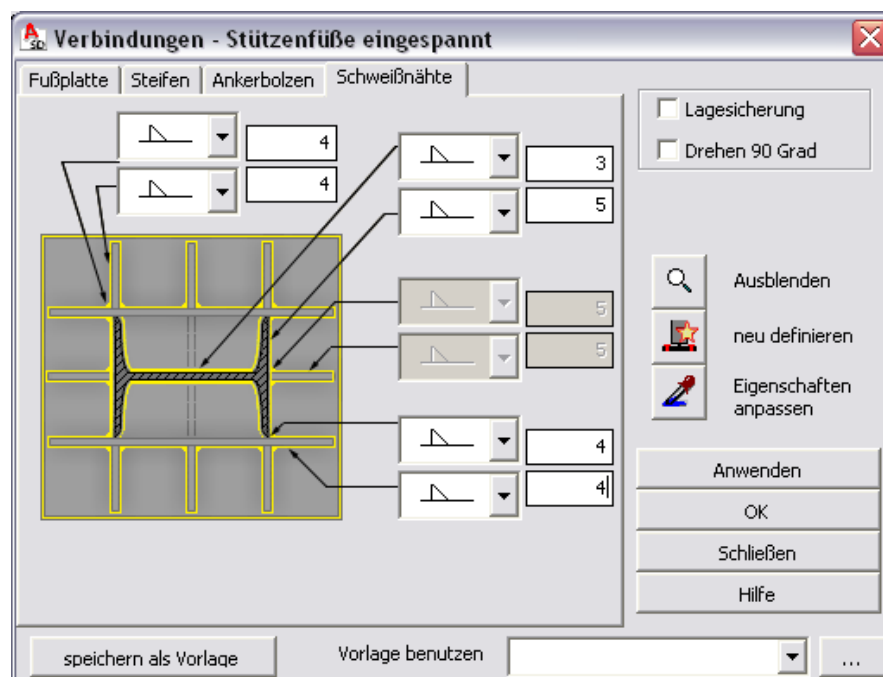 Verbindungen - Stützenfüße eingespannt
Fußplatte Steifen Ankerbolzen Schweißnähte
4
4
3
5
5
5
4
4
Lagesicherung
Drehen 90 Grad
Ausblenden
neu definieren
Eigenschaften
anpassen
Anwenden
OK
Schließen
Hilfe
speichern als Vorlage Vorlage benutzen ...